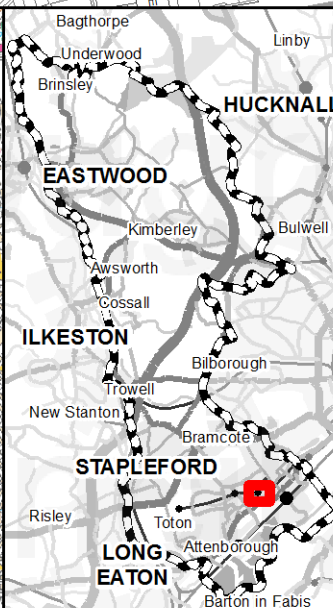 Bagthorpe
Linby
Underwood
Brinsley
HUCKNALL
EASTWOOD
Kimberley
Bulwell
Awsworth
Cossall
ILKESTON
Bilborough
Trowell
New Stanton
Bramcote
STAPLEFORD
Risley
Toton
Attenborough
LONG
EATON
Barton in Fabis